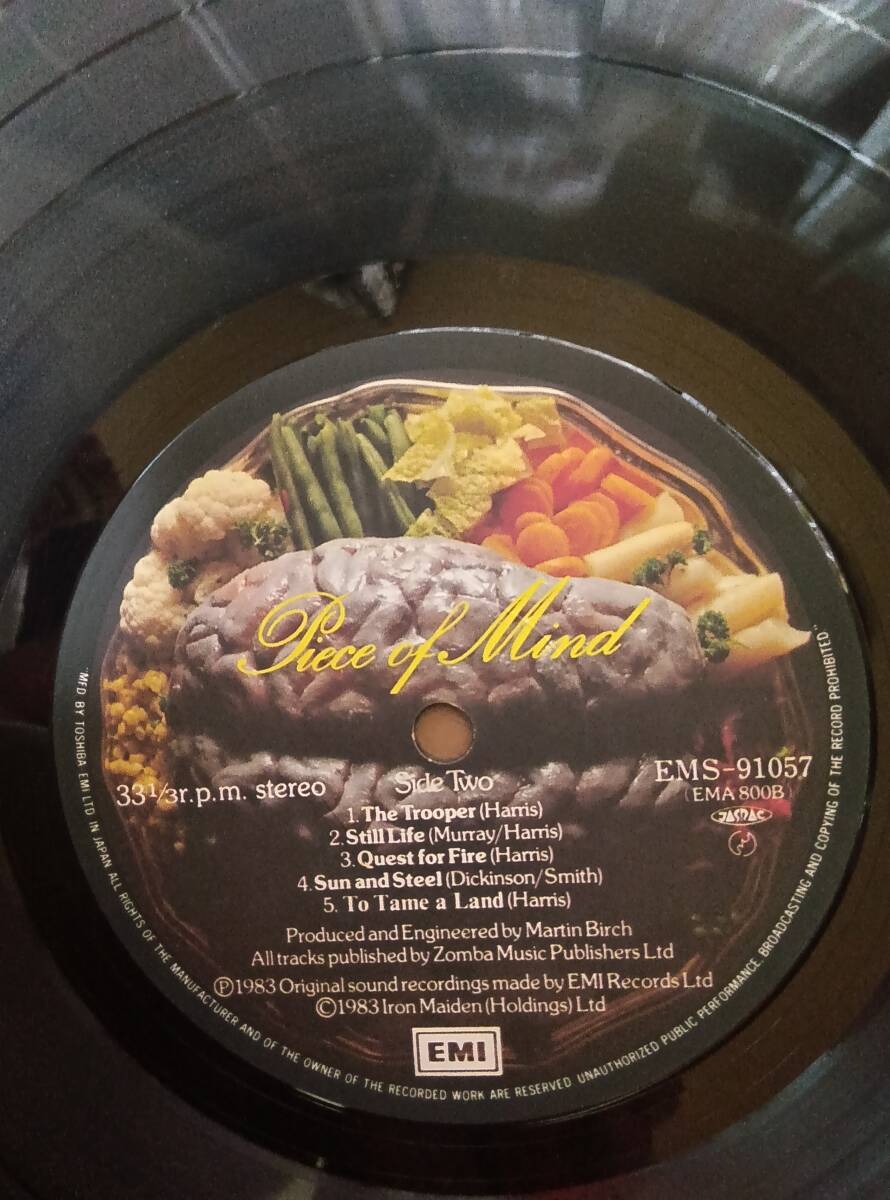 Piece of Mind
33 1/3 r.p.m. stereo
Side Two
EMS-91057
(EMA 800B)
JASRAC
1. The Trooper (Harris)
2. Still Life (Murray/Harris)
3. Quest for Fire (Harris)
4. Sun and Steel (Dickinson/Smith)
5. To Tame a Land (Harris)
Produced and Engineered by Martin Birch
All tracks published by Zomba Music Publishers Ltd
Ⓟ1983 Original sound recordings made by EMI Records Ltd
©1983 Iron Maiden (Holdings) Ltd
EMI
"MFD. BY TOSHIBA EMI LTD IN JAPAN. ALL RIGHTS OF THE MANUFACTURER AND OF THE OWNER OF THE RECORDED WORK ARE RESERVED. UNAUTHORIZED PUBLIC PERFORMANCE. BROADCASTING AND COPYING OF THE RECORD PROHIBITED."